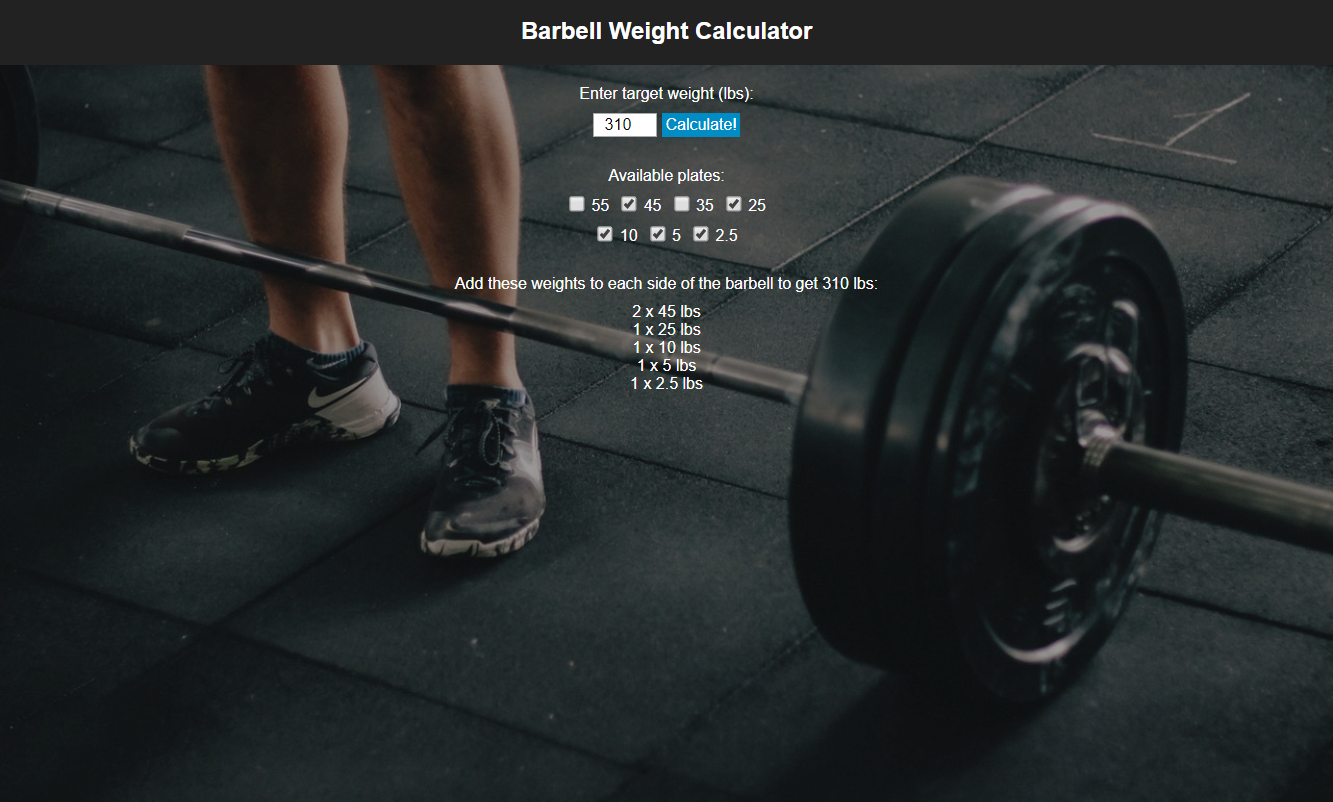 Barbell Weight Calculator
Enter target weight (lbs):
310 Calculate!
Available plates:
55 45 35 25
10 5 2.5
Add these weights to each side of the barbell to get 310 lbs:
2 x 45 lbs
1 x 25 lbs
1 x 10 lbs
1 x 5 lbs
1 x 2.5 lbs